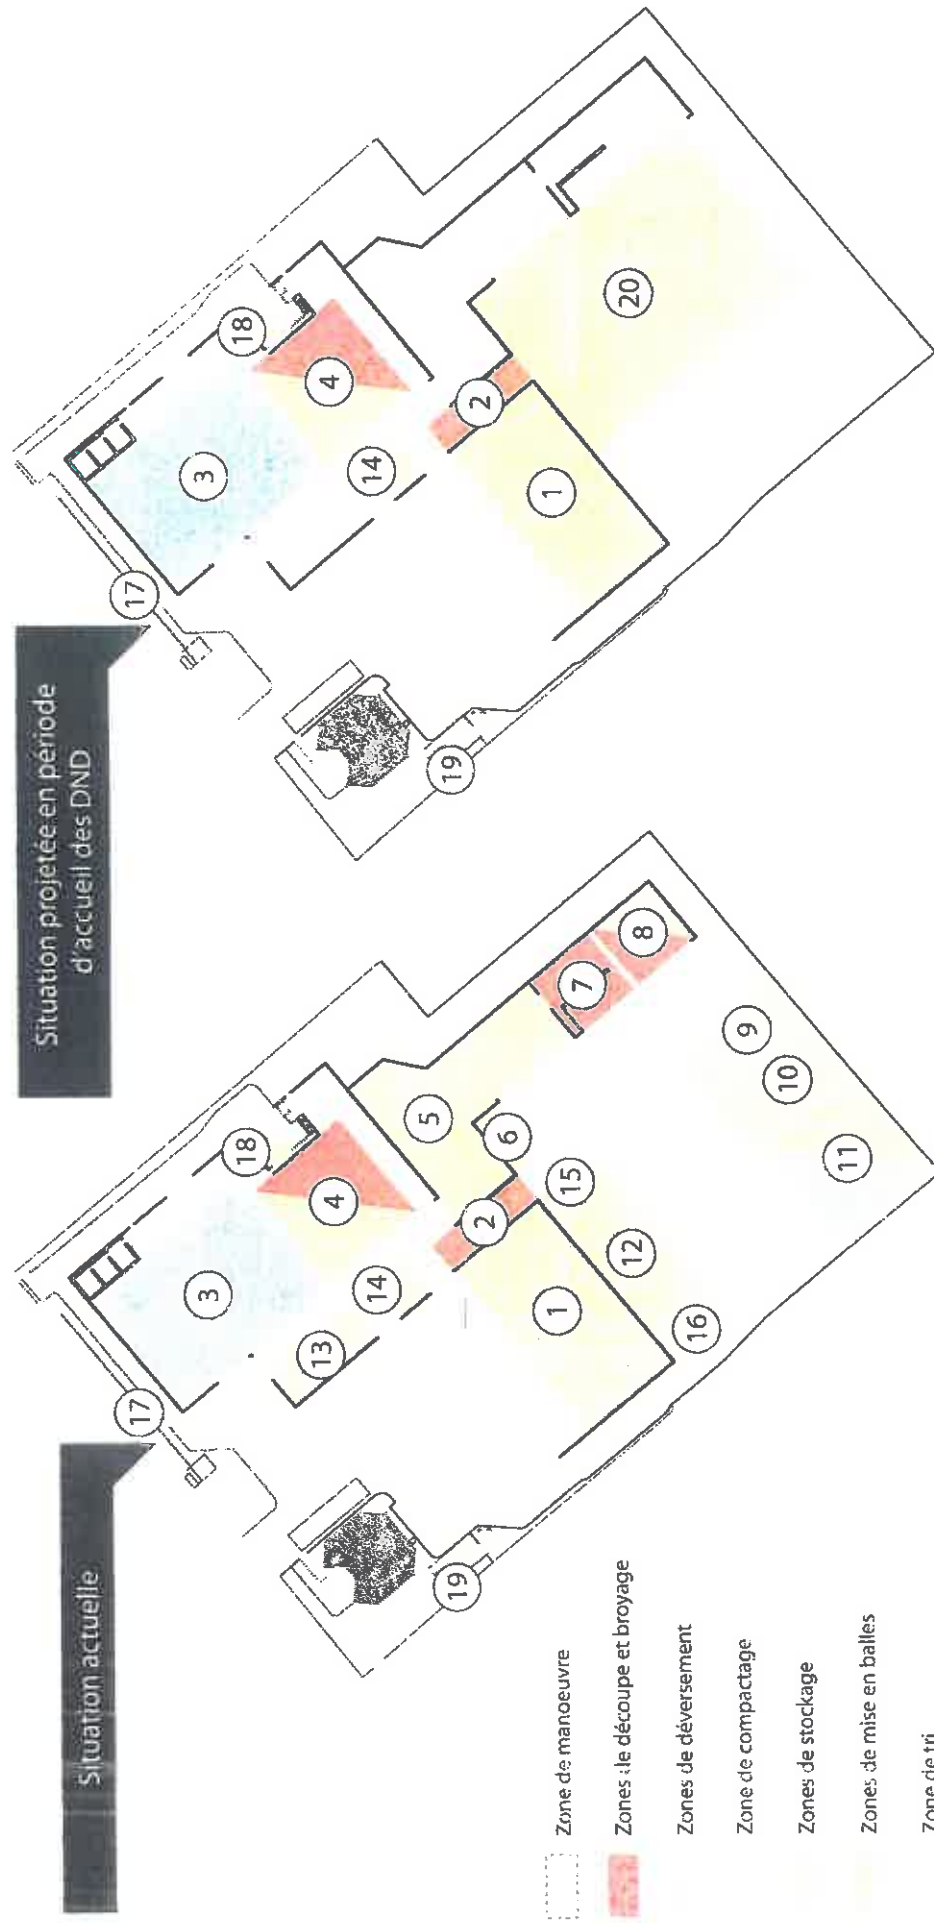 Situation actuelle
17
3
18
13
4
14
5
2
6
7
8
1
15
12
16
9
10
11
19
Situation projetée en période
d'accueil des DND
17
3
18
4
14
2
1
20
19
Zone de manoeuvre
Zones de découpe et broyage
Zones de déversement
Zone de compactage
Zones de stockage
Zones de mise en balles
Zone de tri